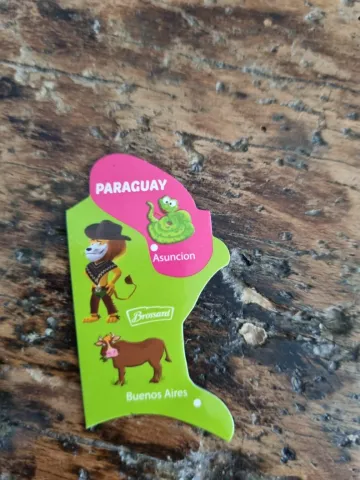 PARAGUAY
Asuncion
Brossard
Buenos Aires